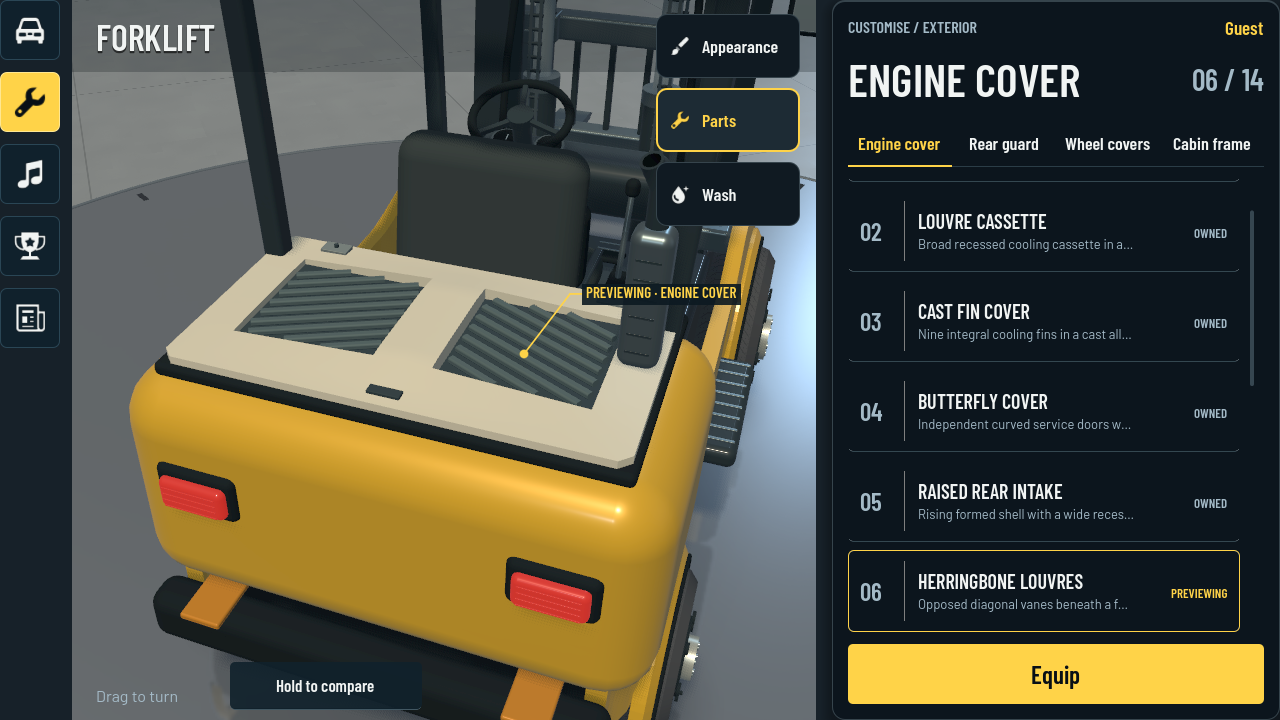 FORKLIFT
Appearance
Parts
Wash
PREVIEWING · ENGINE COVER
Drag to turn
Hold to compare
CUSTOMISE / EXTERIOR
Guest
ENGINE COVER
06 / 14
Engine cover
Rear guard
Wheel covers
Cabin frame
02
LOUVRE CASSETTE
Broad recessed cooling cassette in a...
OWNED
03
CAST FIN COVER
Nine integral cooling fins in a cast all...
OWNED
04
BUTTERFLY COVER
Independent curved service doors w...
OWNED
05
RAISED REAR INTAKE
Rising formed shell with a wide reces...
OWNED
06
HERRINGBONE LOUVRES
Opposed diagonal vanes beneath a f...
PREVIEWING
Equip